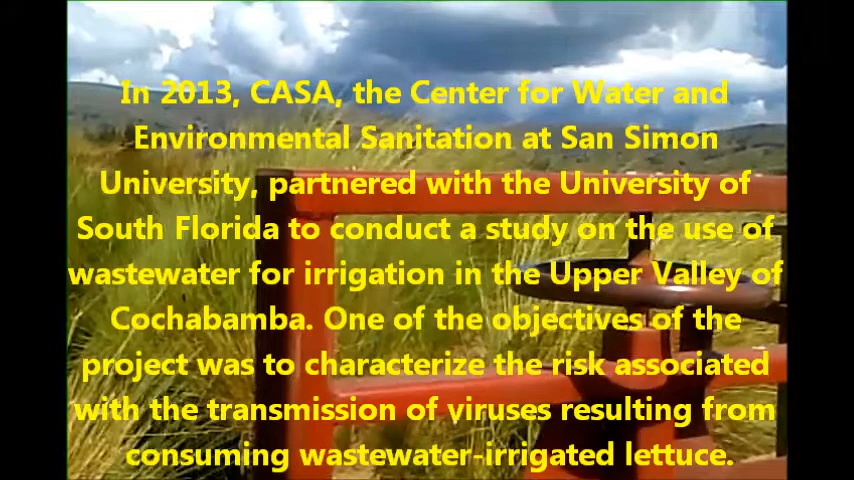 In 2013, CASA, the Center for Water and
Environmental Sanitation at San Simon
University, partnered with the University of
South Florida to conduct a study on the use of
wastewater for irrigation in the Upper Valley of
Cochabamba. One of the objectives of the
project was to characterize the risk associated
with the transmission of viruses resulting from
consuming wastewater-irrigated lettuce.